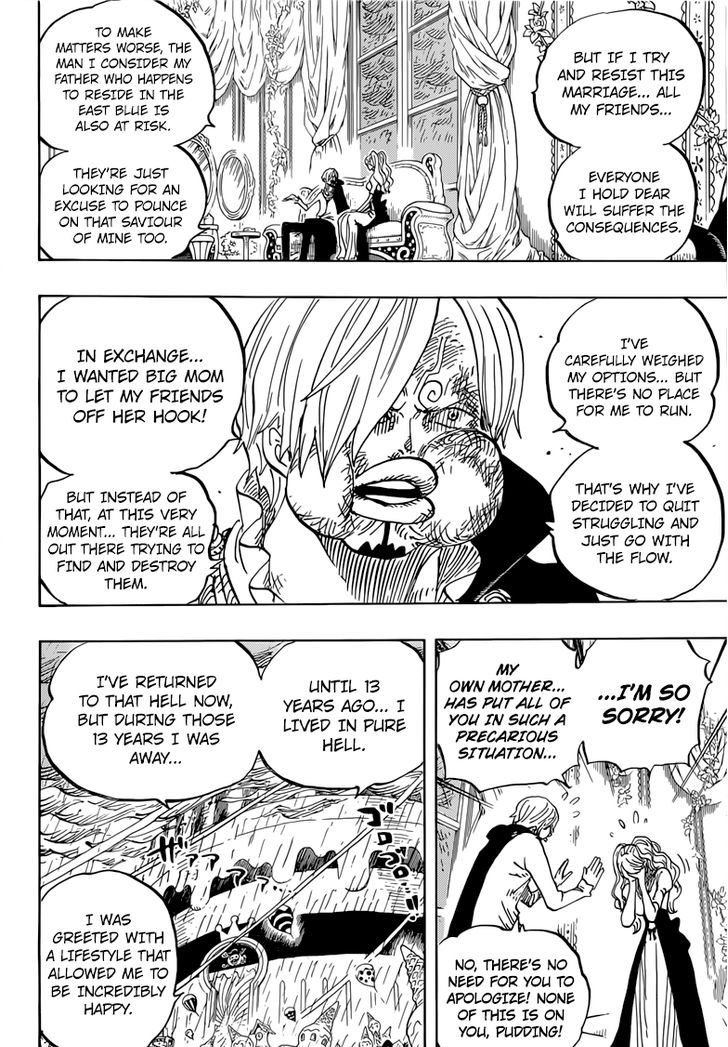 BUT IF I TRY
AND RESIST THIS
MARRIAGE... ALL
MY FRIENDS...
EVERYONE
I HOLD DEAR
WILL SUFFER THE
CONSEQUENCES.
TO MAKE
MATTERS WORSE, THE
MAN I CONSIDER MY
FATHER WHO HAPPENS
TO RESIDE IN THE
EAST BLUE IS
ALSO AT RISK.
THEY'RE JUST
LOOKING FOR AN
EXCUSE TO POUNCE
ON THAT SAVIOUR
OF MINE TOO.
I'VE
CAREFULLY WEIGHED
MY OPTIONS... BUT
THERE'S NO PLACE
FOR ME TO RUN.
THAT'S WHY I'VE
DECIDED TO QUIT
STRUGGLING AND
JUST GO WITH
THE FLOW.
IN EXCHANGE...
I WANTED BIG MOM
TO LET MY FRIENDS
OFF HER HOOK!
BUT INSTEAD OF
THAT, AT THIS VERY
MOMENT... THEY'RE ALL
OUT THERE TRYING TO
FIND AND DESTROY
THEM.
...I'M SO
SORRY!
MY
OWN MOTHER...
HAS PUT ALL OF
YOU IN SUCH A
PRECARIOUS
SITUATION...
NO, THERE'S NO
NEED FOR YOU TO
APOLOGIZE! NONE
OF THIS IS ON
YOU, PUDDING!
UNTIL 13
YEARS AGO... I
LIVED IN PURE
HELL.
I'VE RETURNED
TO THAT HELL NOW,
BUT DURING THOSE
13 YEARS I WAS
AWAY...
I WAS
GREETED WITH
A LIFESTYLE THAT
ALLOWED ME TO
BE INCREDIBLY
HAPPY.